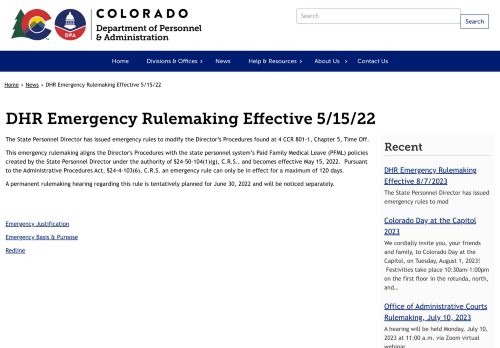 COLORADO
Department of Personnel
& Administration
DPA
Search
Search
Home
Divisions & Offices
News
Help & Resources
About Us
Contact Us
Home › News › DHR Emergency Rulemaking Effective 5/15/22
DHR Emergency Rulemaking Effective 5/15/22
The State Personnel Director has issued emergency rules to modify the Director's Procedures found at 4 CCR 801-1, Chapter 5, Time Off.
This emergency rulemaking aligns the Director's Procedures with the state personnel system's Paid Family Medical Leave (PFML) policies
created by the State Personnel Director under the authority of §24-50-104(1)(g), C.R.S., and becomes effective May 15, 2022. Pursuant
to the Administrative Procedures Act, §24-4-103(6), C.R.S. an emergency rule can only be in effect for a maximum of 120 days.
A permanent rulemaking hearing regarding this rule is tentatively planned for June 30, 2022 and will be noticed separately.
Emergency Justification
Emergency Basis & Purpose
Redline
Recent
DHR Emergency Rulemaking
Effective 8/7/2023
The State Personnel Director has issued
emergency rules to mod
Colorado Day at the Capitol
2023
We cordially invite you, your friends
and family, to Colorado Day at the
Capitol, on Tuesday, August 1, 2023!
Festivities take place 10:30am-1:00pm
on the first floor in the rotunda, north,
and…
Office of Administrative Courts
Rulemaking, July 10, 2023
A hearing will be held Monday, July 10,
2023 at 11:00 a.m. via Zoom virtual
webinar